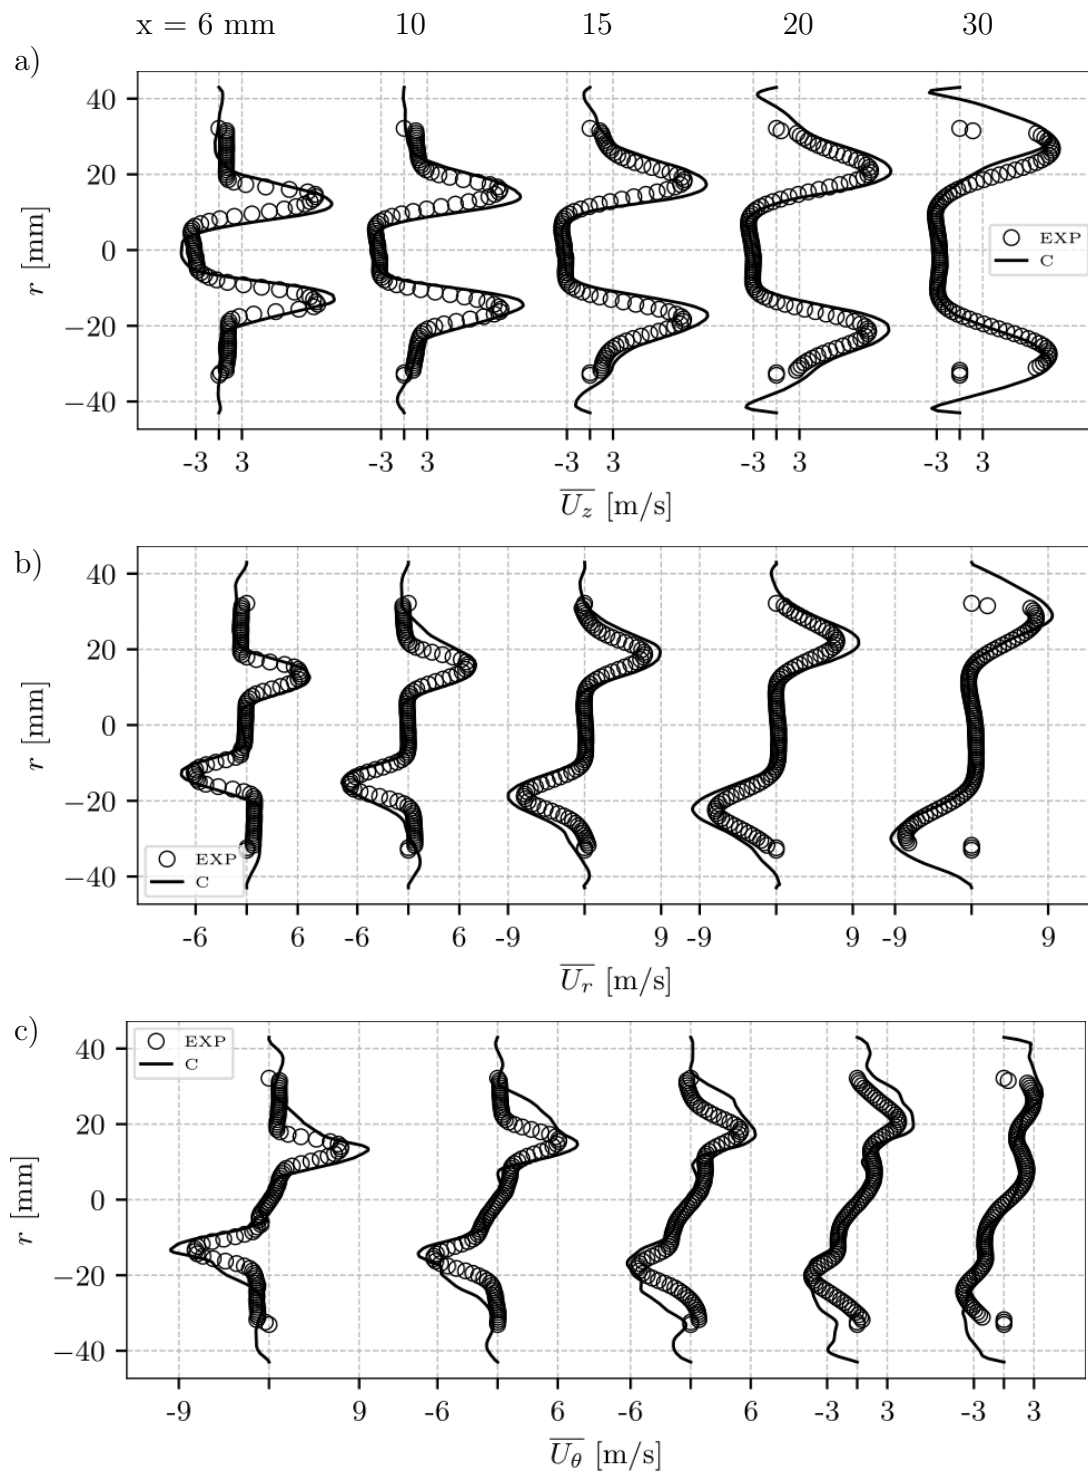 x = 6 mm 10 15 20 30
a)
40
20
0
−20
−40
r [mm]
EXP
C
-3 3 -3 3 -3 3 -3 3 -3 3
U_z [m/s]
b)
40
20
0
−20
−40
r [mm]
EXP
C
-6 6 -6 6 -9 9 -9 9 -9 9
U_r [m/s]
c)
EXP
C
40
20
0
−20
−40
r [mm]
-9 9 -6 6 -6 6 -3 3 -3 3
U_θ [m/s]